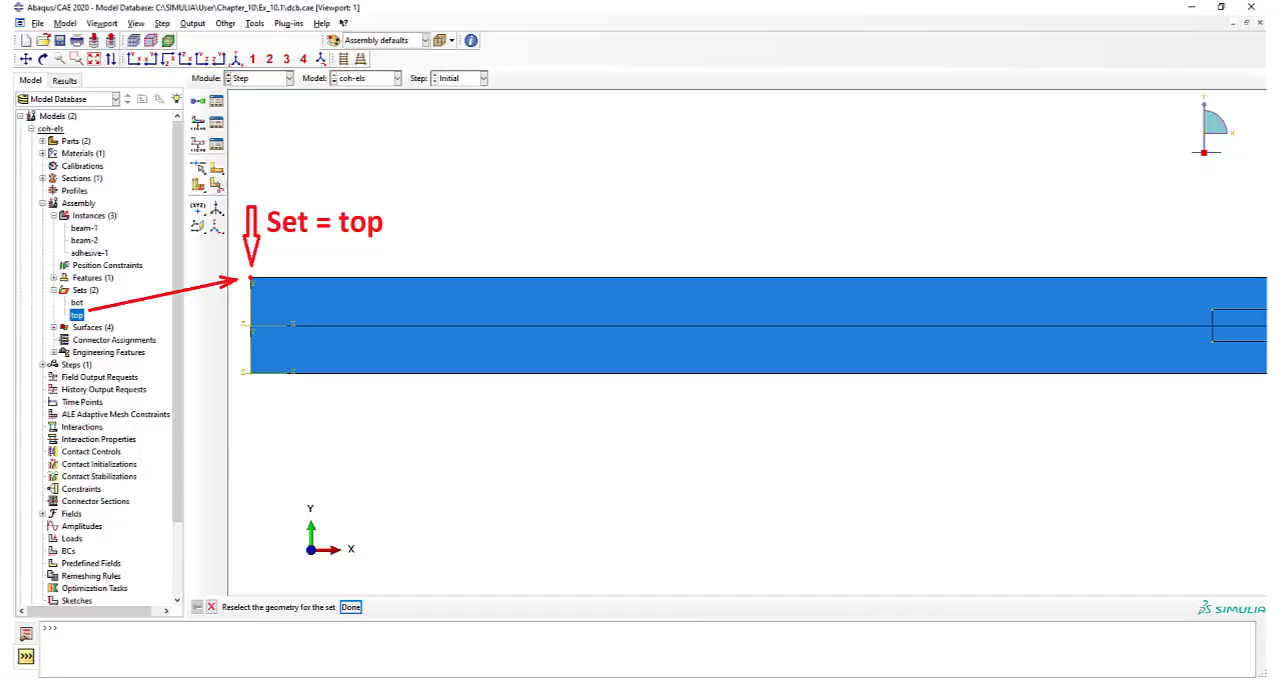 Abaqus/CAE 2020 - Model Database: C:\SIMULIA\User\Chapter_10\Ex_10.1\dcb.cae [Viewport: 1]
File Model Viewport View Step Output Other Tools Plug-ins Help
Assembly defaults
1 2 3 4
Model Results
Module: Step Model: coh-els Step: Initial
Model Database
Models (2)
coh-els
Parts (2)
Materials (1)
Calibrations
Sections (1)
Profiles
Assembly
Instances (3)
beam-1
beam-2
adhesive-1
Position Constraints
Features (1)
Sets (2)
bot
top
Surfaces (4)
Connector Assignments
Engineering Features
Steps (1)
Field Output Requests
History Output Requests
Time Points
ALE Adaptive Mesh Constraints
Interactions
Interaction Properties
Contact Controls
Contact Initializations
Contact Stabilizations
Constraints
Connector Sections
Fields
Amplitudes
Loads
BCs
Predefined Fields
Remeshing Rules
Optimization Tasks
Sketches
Set = top
Y
X
Reselect the geometry for the set Done
SIMULIA
>>>